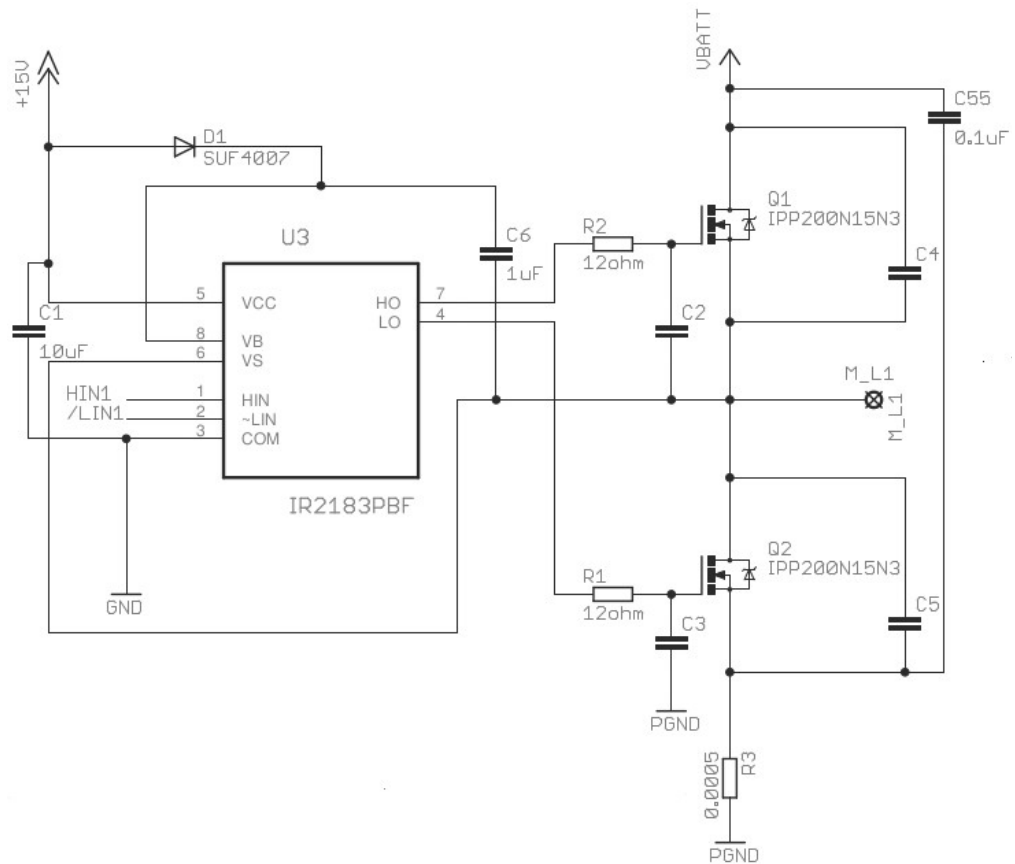 +15V
VBATT
C55
0.1uF
D1
SUF4007
Q1
IPP200N15N3
U3
R2
12ohm
C6
1uF
C4
C1
10uF
5
VCC
HO
7
LO
4
C2
8
VB
6
VS
HIN1
1
HIN
/LIN1
2
~LIN
3
COM
M_L1
M_L1
IR2183PBF
Q2
IPP200N15N3
R1
12ohm
C3
C5
GND
PGND
0.0005
R3
PGND